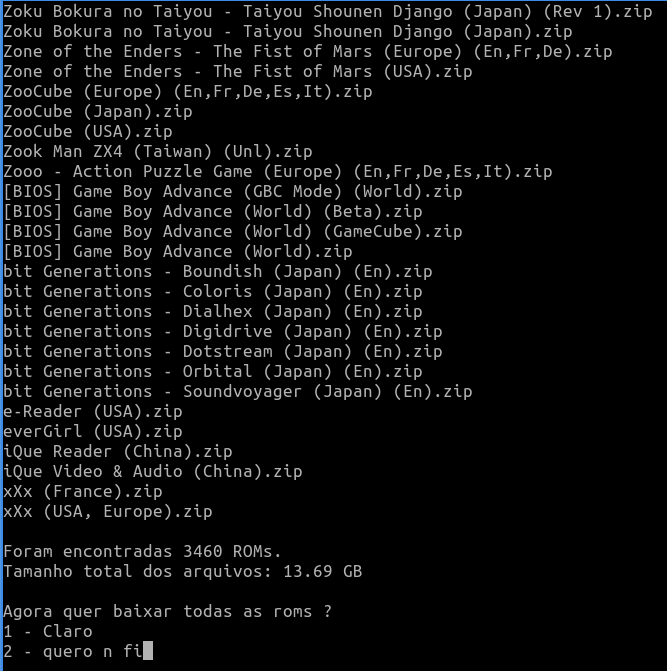 Zoku Bokura no Taiyou - Taiyou Shounen Django (Japan) (Rev 1).zip
Zoku Bokura no Taiyou - Taiyou Shounen Django (Japan).zip
Zone of the Enders - The Fist of Mars (Europe) (En,Fr,De).zip
Zone of the Enders - The Fist of Mars (USA).zip
ZooCube (Europe) (En,Fr,De,Es,It).zip
ZooCube (Japan).zip
ZooCube (USA).zip
Zook Man ZX4 (Taiwan) (Unl).zip
Zooo - Action Puzzle Game (Europe) (En,Fr,De,Es,It).zip
[BIOS] Game Boy Advance (GBC Mode) (World).zip
[BIOS] Game Boy Advance (World) (Beta).zip
[BIOS] Game Boy Advance (World) (GameCube).zip
[BIOS] Game Boy Advance (World).zip
bit Generations - Boundish (Japan) (En).zip
bit Generations - Coloris (Japan) (En).zip
bit Generations - Dialhex (Japan) (En).zip
bit Generations - Digidrive (Japan) (En).zip
bit Generations - Dotstream (Japan) (En).zip
bit Generations - Orbital (Japan) (En).zip
bit Generations - Soundvoyager (Japan) (En).zip
e-Reader (USA).zip
everGirl (USA).zip
iQue Reader (China).zip
iQue Video & Audio (China).zip
xXx (France).zip
xXx (USA, Europe).zip
Foram encontradas 3460 ROMs.
Tamanho total dos arquivos: 13.69 GB
Agora quer baixar todas as roms ?
1 - Claro
2 - quero n fi